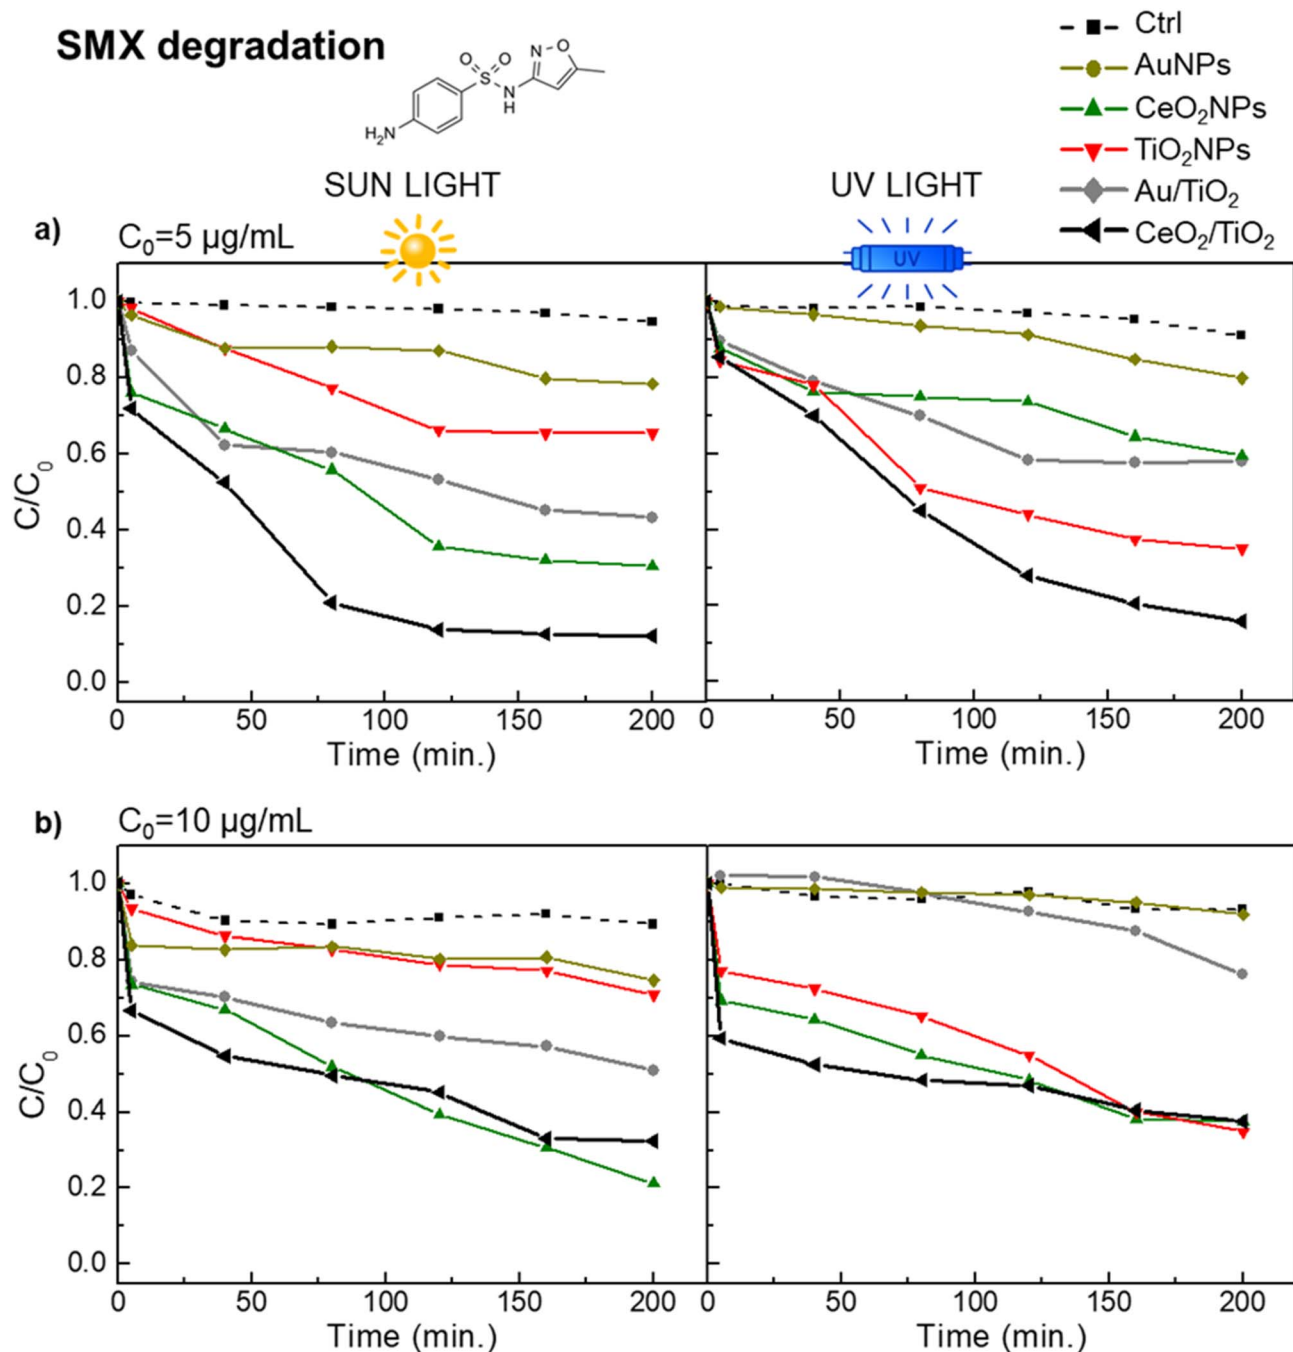 SMX degradation
H₂N
O O
S
N
H
N
O
Ctrl
AuNPs
CeO₂NPs
TiO₂NPs
Au/TiO₂
CeO₂/TiO₂
SUN LIGHT
UV LIGHT
a)
C₀=5 µg/mL
UV
1.0
0.8
0.6
0.4
0.2
0.0
C/C₀
0 50 100 150 200
Time (min.)
0 50 100 150 200
Time (min.)
b)
C₀=10 µg/mL
1.0
0.8
0.6
0.4
0.2
0.0
C/C₀
0 50 100 150 200
Time (min.)
0 50 100 150 200
Time (min.)